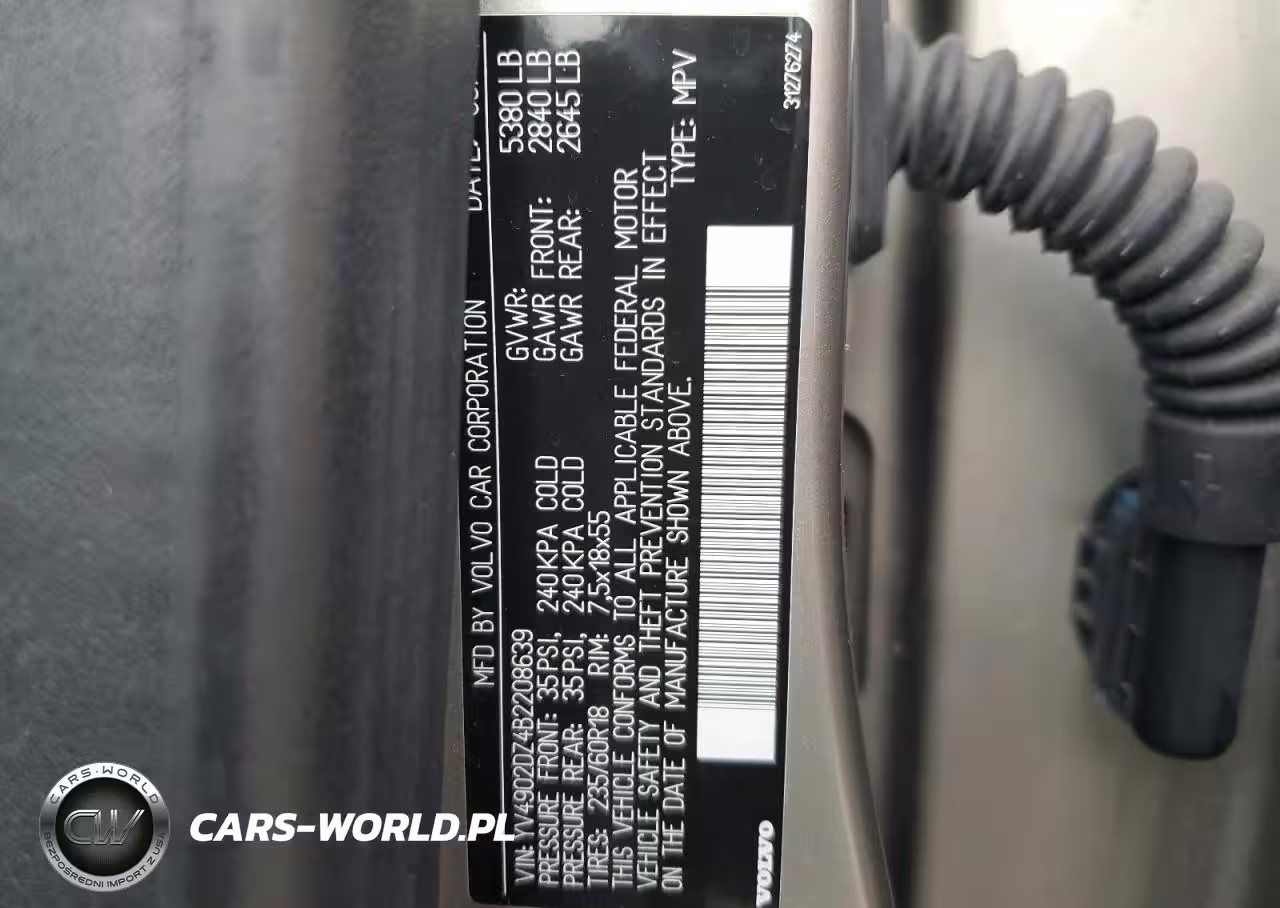 MFD BY VOLVO CAR CORPORATION
GVWR: 5380 LB
GAWR FRONT: 2840 LB
GAWR REAR: 2645 LB
VIN: YV4902DZ4B2208639
PRESSURE FRONT: 35PSI, 240KPA COLD
PRESSURE REAR: 35PSI, 240KPA COLD
TIRES: 235/60R18 RIM: 7,5x18x55
THIS VEHICLE CONFORMS TO ALL APPLICABLE FEDERAL MOTOR
VEHICLE SAFETY AND THEFT PREVENTION STANDARDS IN EFFECT
ON THE DATE OF MANUFACTURE SHOWN ABOVE.
TYPE: MPV
31276274
VOLVO
CARS-WORLD
CW
BEZPOŚREDNI IMPORT Z USA
CARS-WORLD.PL